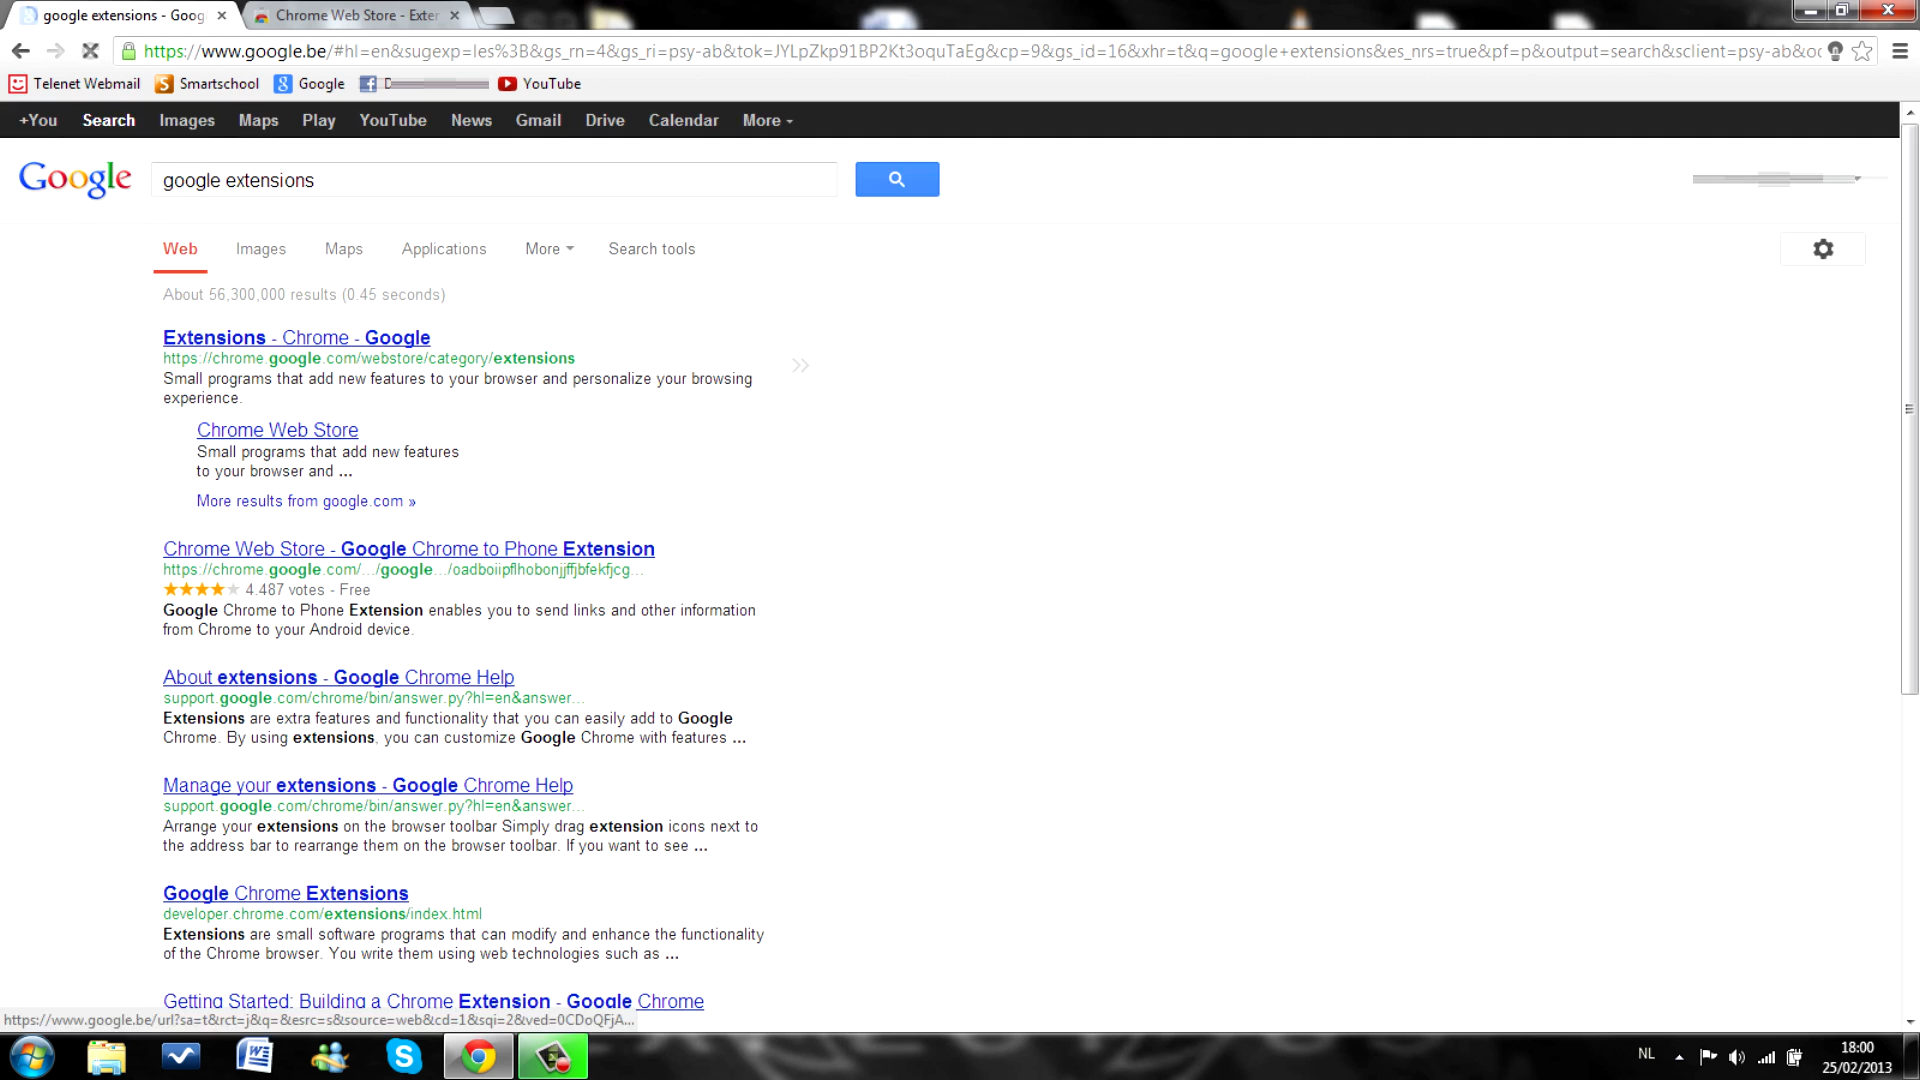 google extensions - Goog
Chrome Web Store - Exter
https://www.google.be/#hl=en&sugexp=les%3B&gs_rn=4&gs_ri=psy-ab&tok=JYLpZkp91BP2Kt3oquTaEg&cp=9&gs_id=16&xhr=t&q=google+extensions&es_nrs=true&pf=p&output=search&sclient=psy-ab&oc
Telenet Webmail Smartschool Google D YouTube
+You Search Images Maps Play YouTube News Gmail Drive Calendar More
Google
google extensions
Web Images Maps Applications More Search tools
About 56,300,000 results (0.45 seconds)
Extensions - Chrome - Google
https://chrome.google.com/webstore/category/extensions
Small programs that add new features to your browser and personalize your browsing
experience.
Chrome Web Store
Small programs that add new features
to your browser and ...
More results from google.com »
Chrome Web Store - Google Chrome to Phone Extension
https://chrome.google.com/.../google.../oadboiipflhobonjjffjbfekfjcg...
4.487 votes - Free
Google Chrome to Phone Extension enables you to send links and other information
from Chrome to your Android device.
About extensions - Google Chrome Help
support.google.com/chrome/bin/answer.py?hl=en&answer...
Extensions are extra features and functionality that you can easily add to Google
Chrome. By using extensions, you can customize Google Chrome with features ...
Manage your extensions - Google Chrome Help
support.google.com/chrome/bin/answer.py?hl=en&answer...
Arrange your extensions on the browser toolbar Simply drag extension icons next to
the address bar to rearrange them on the browser toolbar. If you want to see ...
Google Chrome Extensions
developer.chrome.com/extensions/index.html
Extensions are small software programs that can modify and enhance the functionality
of the Chrome browser. You write them using web technologies such as ...
Getting Started: Building a Chrome Extension - Google Chrome
https://www.google.be/url?sa=t&rct=j&q=&esrc=s&source=web&cd=1&sqi=2&ved=0CDoQFjA...
NL
18:00
25/02/2013